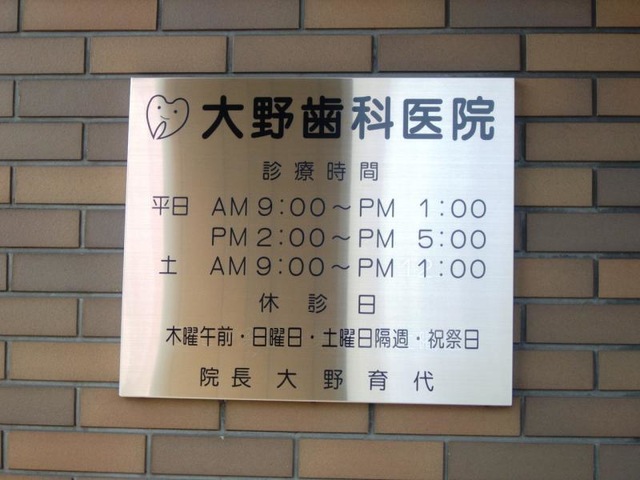 大野歯科医院
診療時間
平日 AM 9:00～PM 1:00
PM 2:00～PM 5:00
土 AM 9:00～PM 1:00
休診日
木曜午前・日曜日・土曜日隔週・祝祭日
院長 大野育代